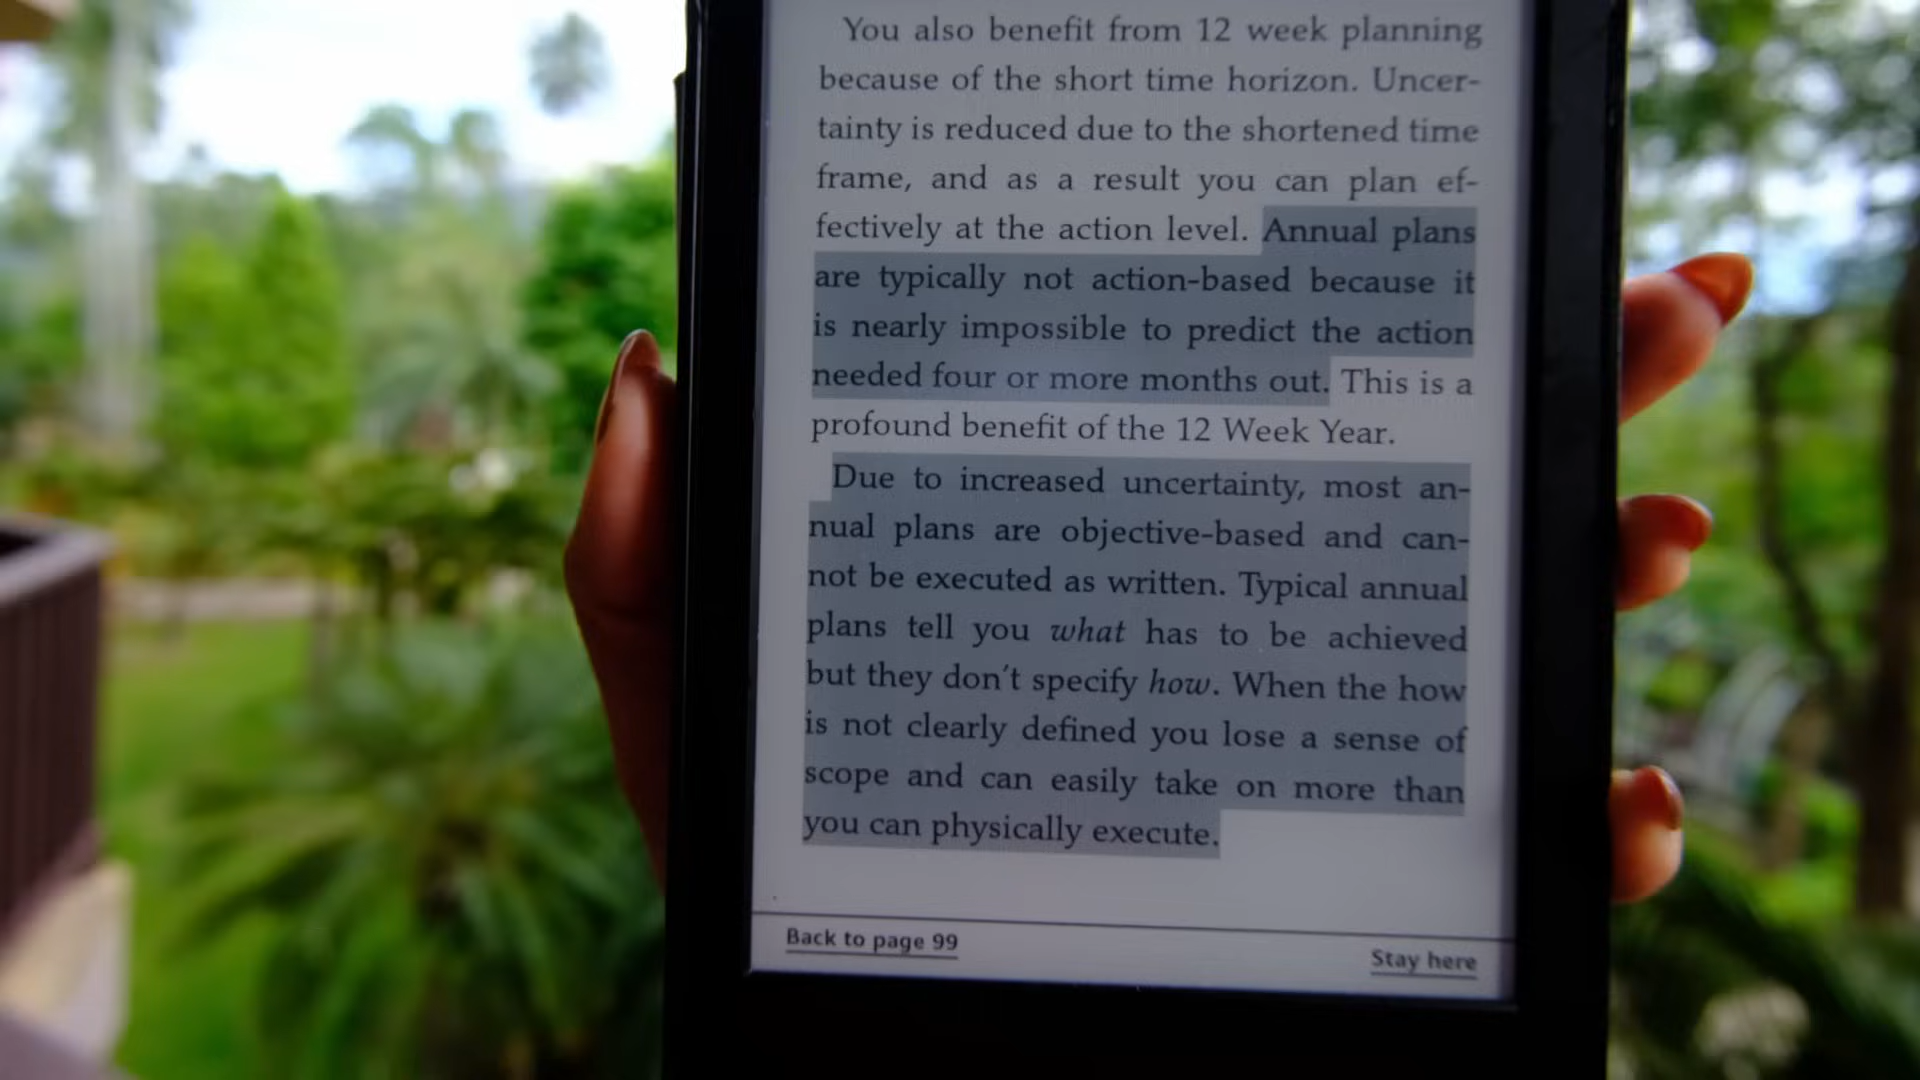 You also benefit from 12 week planning
because of the short time horizon. Uncer-
tainty is reduced due to the shortened time
frame, and as a result you can plan ef-
fectively at the action level. Annual plans
are typically not action-based because it
is nearly impossible to predict the action
needed four or more months out. This is a
profound benefit of the 12 Week Year.
Due to increased uncertainty, most an-
nual plans are objective-based and can-
not be executed as written. Typical annual
plans tell you what has to be achieved
but they don't specify how. When the how
is not clearly defined you lose a sense of
scope and can easily take on more than
you can physically execute.
Back to page 99
Stay here